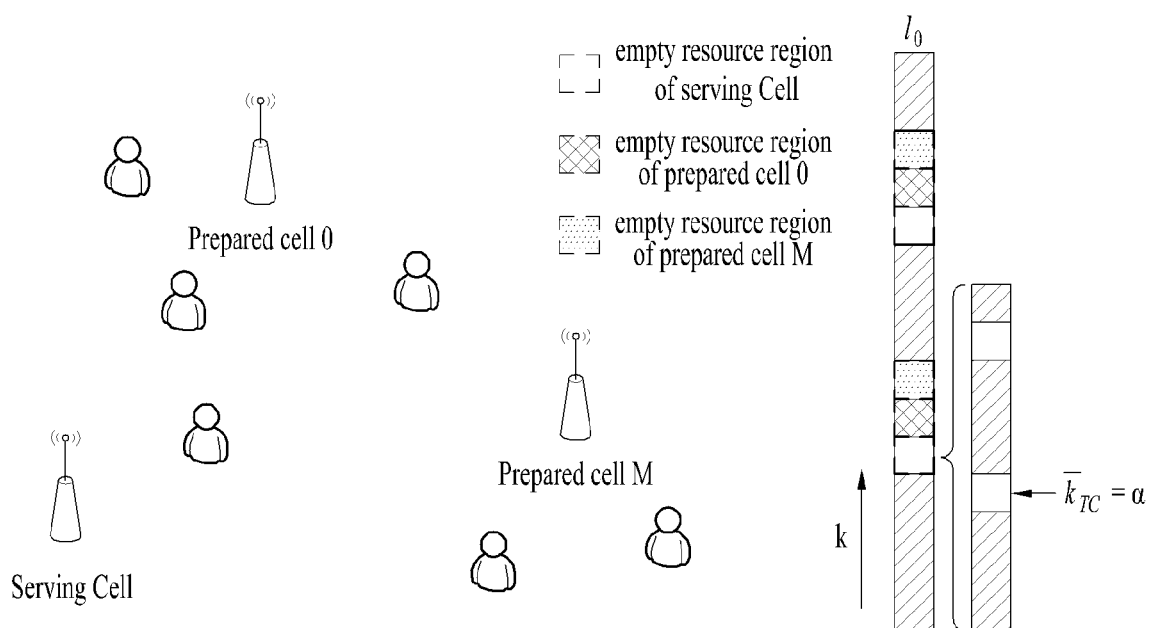 empty resource region
of serving Cell
empty resource region
of prepared cell 0
empty resource region
of prepared cell M
l₀
Prepared cell 0
Prepared cell M
Serving Cell
k
k̅_TC = α